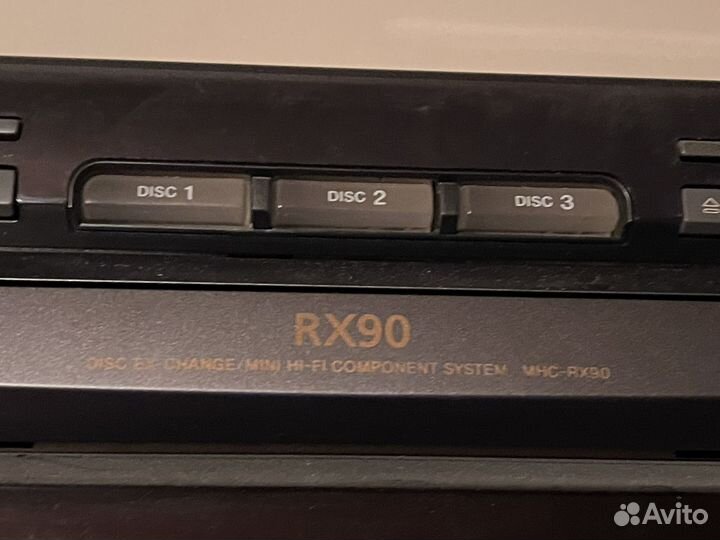 DISC 1 DISC 2 DISC 3
RX90
DISC EX-CHANGE/MINI HI-FI COMPONENT SYSTEM MHC-RX90
Avito